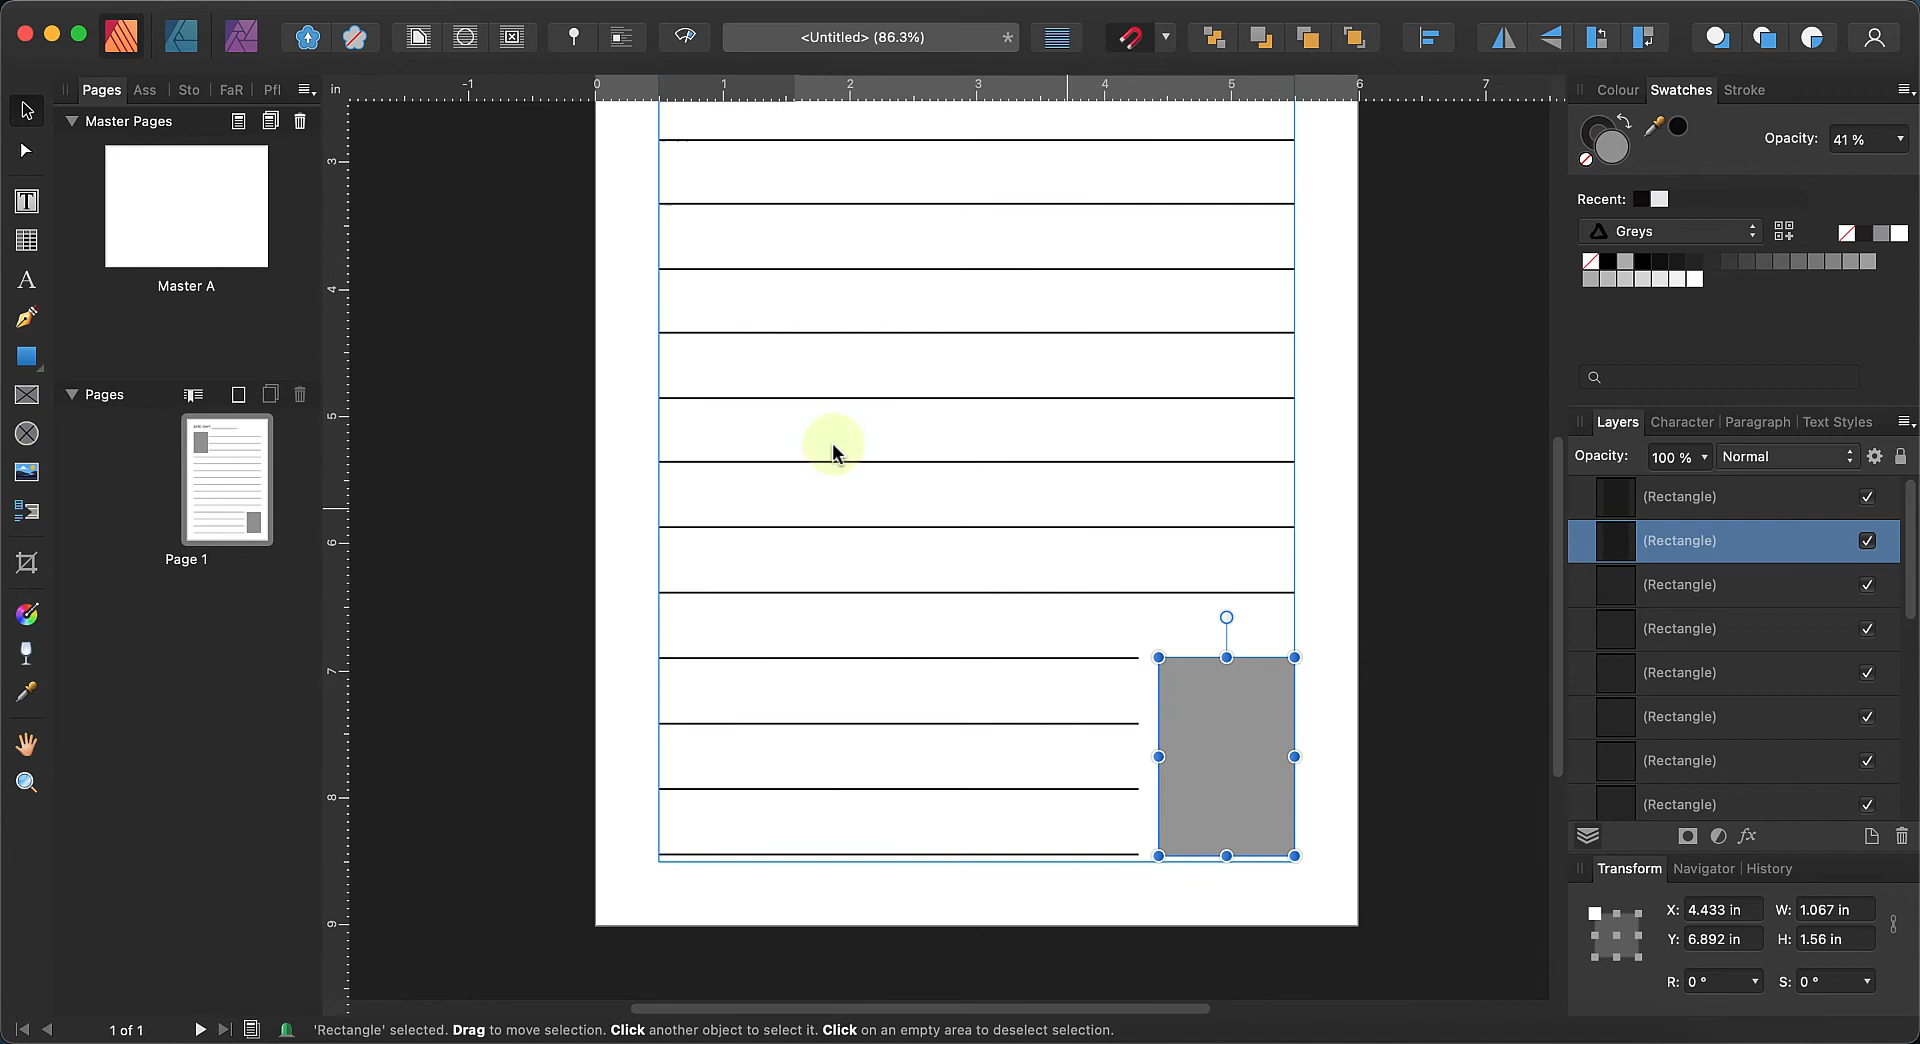 <Untitled> (86.3%)
*
Pages Ass Sto FaR Pfl
in
-1 0 1 2 3 4 5 6 7
Colour Swatches Stroke
Master Pages
Opacity: 41 %
Master A
Recent:
Greys
3
4
5
6
7
8
9
Pages
Page 1
Layers Character Paragraph Text Styles
Opacity: 100 % Normal
(Rectangle)
(Rectangle)
(Rectangle)
(Rectangle)
(Rectangle)
(Rectangle)
(Rectangle)
(Rectangle)
fx
Transform Navigator History
X: 4.433 in W: 1.067 in
Y: 6.892 in H: 1.56 in
R: 0 ° S: 0 °
1 of 1
'Rectangle' selected. Drag to move selection. Click another object to select it. Click on an empty area to deselect selection.